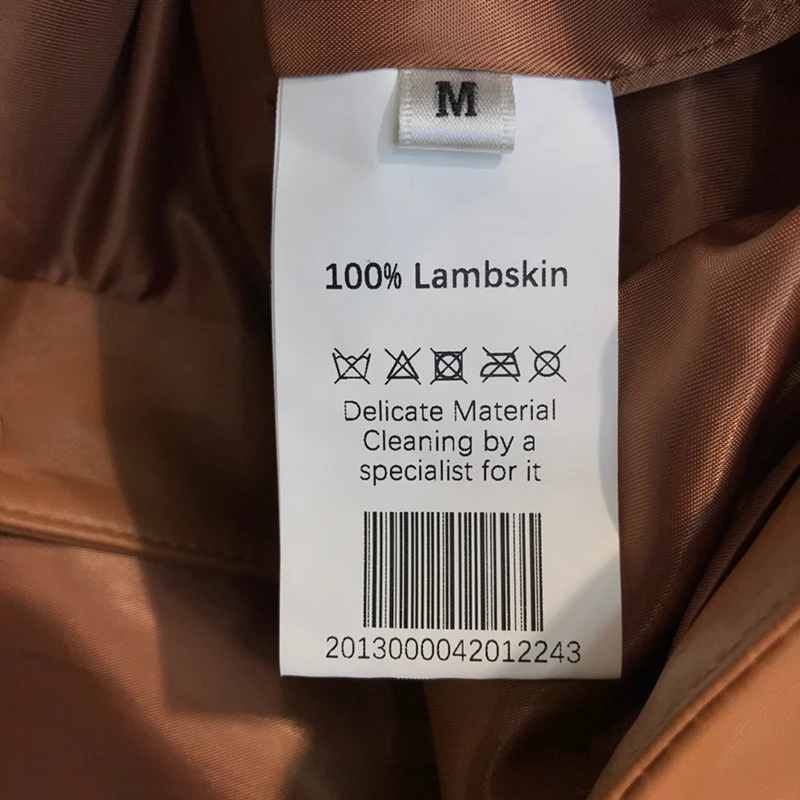 M
100% Lambskin
Delicate Material
Cleaning by a
specialist for it
2013000042012243